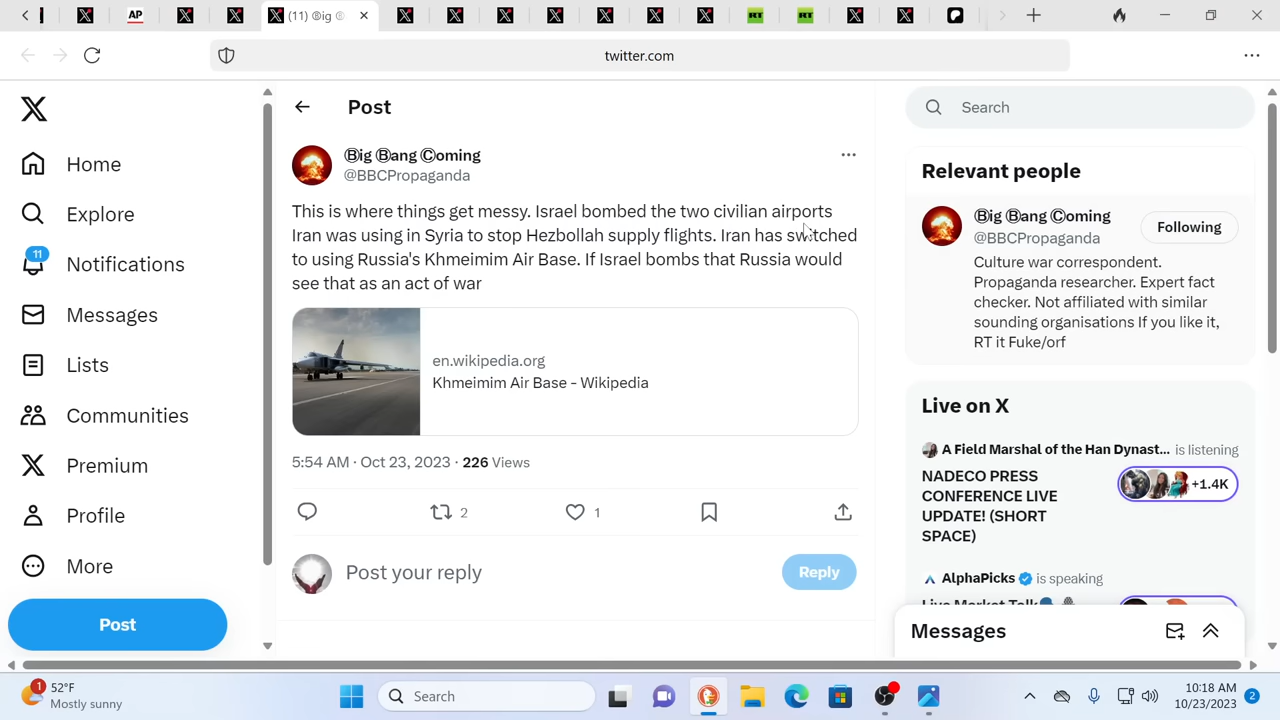 AP
(11) Ⓑig Ⓑ
RT
RT
twitter.com
Home
Explore
11
Notifications
Messages
Lists
Communities
Premium
Profile
More
Post
Post
Ⓑig Ⓑang Ⓒoming
@BBCPropaganda
This is where things get messy. Israel bombed the two civilian airports
Iran was using in Syria to stop Hezbollah supply flights. Iran has switched
to using Russia's Khmeimim Air Base. If Israel bombs that Russia would
see that as an act of war
en.wikipedia.org
Khmeimim Air Base - Wikipedia
5:54 AM · Oct 23, 2023 · 226 Views
2
1
Post your reply
Reply
Search
Relevant people
Ⓑig Ⓑang Ⓒoming
@BBCPropaganda
Following
Culture war correspondent.
Propaganda researcher. Expert fact
checker. Not affiliated with similar
sounding organisations If you like it,
RT it Fuke/orf
Live on X
A Field Marshal of the Han Dynast... is listening
NADECO PRESS
CONFERENCE LIVE
UPDATE! (SHORT
SPACE)
+1.4K
AlphaPicks is speaking
Live Market Talk
Messages
1
52°F
Mostly sunny
Search
10:18 AM
10/23/2023
2